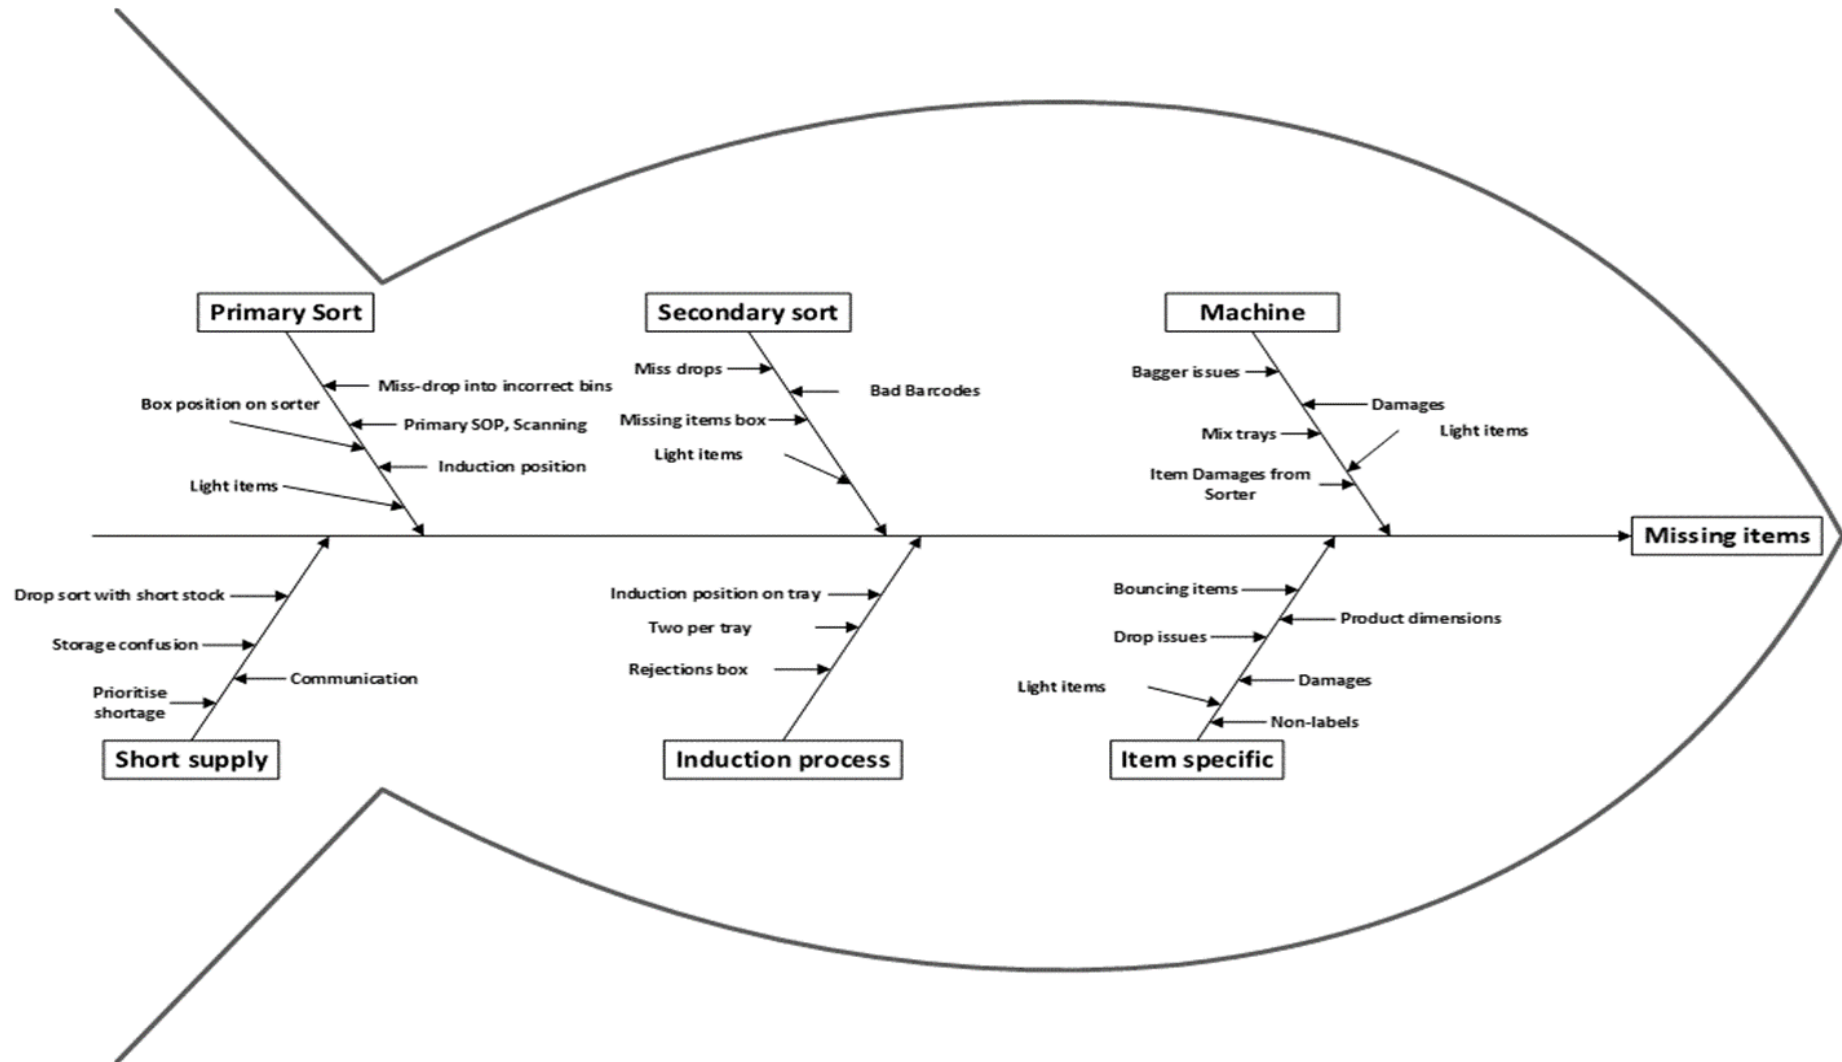 Primary Sort
Secondary sort
Machine
Miss-drop into incorrect bins
Box position on sorter
Primary SOP, Scanning
Induction position
Light items
Miss drops
Bad Barcodes
Missing items box
Light items
Bagger issues
Damages
Mix trays
Light items
Item Damages from
Sorter
Missing items
Drop sort with short stock
Storage confusion
Communication
Prioritise
shortage
Short supply
Induction position on tray
Two per tray
Rejections box
Induction process
Bouncing items
Product dimensions
Drop issues
Damages
Light items
Non-labels
Item specific